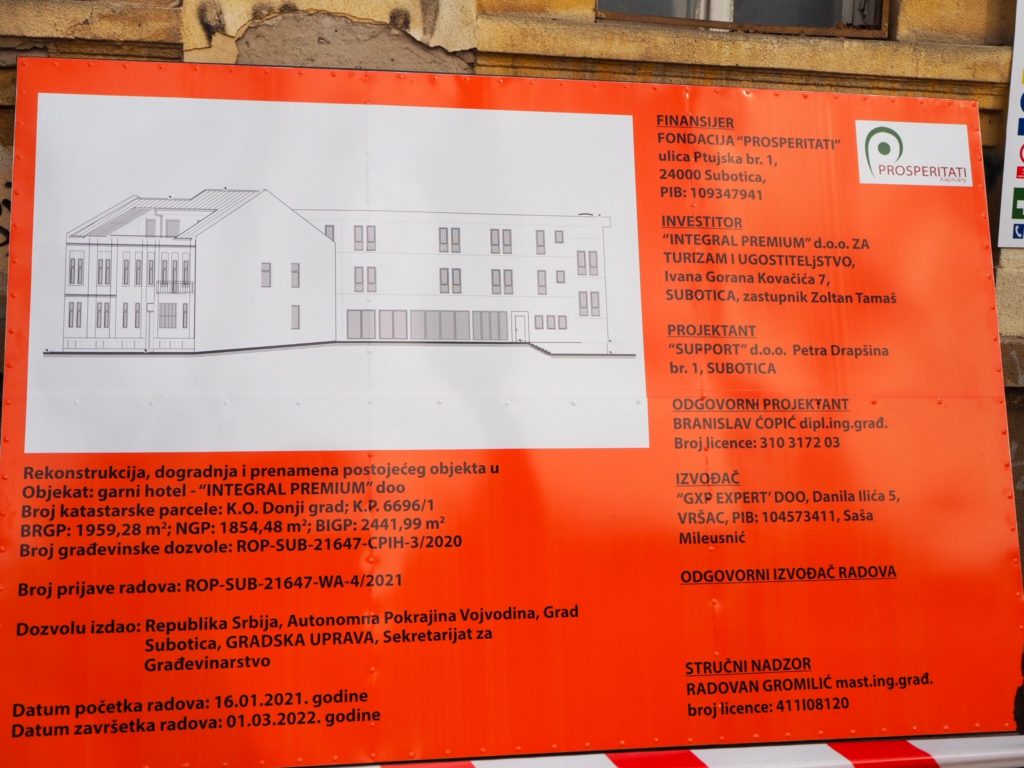 Rekonstrukcija, dogradnja i prenamena postojećeg objekta u
Objekat: garni hotel - “INTEGRAL PREMIUM” doo
Broj katastarske parcele: K.O. Donji grad; K.P. 6696/1
BRGP: 1959,28 m²; NGP: 1854,48 m²; BIGP: 2441,99 m²
Broj građevinske dozvole: ROP-SUB-21647-CPIH-3/2020
Broj prijave radova: ROP-SUB-21647-WA-4/2021
Dozvolu izdao: Republika Srbija, Autonomna Pokrajina Vojvodina, Grad
Subotica, GRADSKA UPRAVA, Sekretarijat za
Građevinarstvo
Datum početka radova: 16.01.2021. godine
Datum završetka radova: 01.03.2022. godine
FINANSIJER
FONDACIJA “PROSPERITATI”
ulica Ptujska br. 1,
24000 Subotica,
PIB: 109347941
INVESTITOR
“INTEGRAL PREMIUM” d.o.o. ZA
TURIZAM I UGOSTITELjSTVO,
Ivana Gorana Kovačića 7,
SUBOTICA, zastupnik Zoltan Tamaš
PROJEKTANT
“SUPPORT” d.o.o. Petra Drapšina
br. 1, SUBOTICA
ODGOVORNI PROJEKTANT
BRANISLAV ĆOPIĆ dipl.ing.građ.
Broj licence: 310 3172 03
IZVOĐAČ
“GXP EXPERT’ DOO, Danila Ilića 5,
VRŠAC, PIB: 104573411, Saša
Mileusnić
ODGOVORNI IZVOĐAČ RADOVA
STRUČNI NADZOR
RADOVAN GROMILIĆ mast.ing.građ.
broj licence: 411I08120
PROSPERITATI
Alapítvány